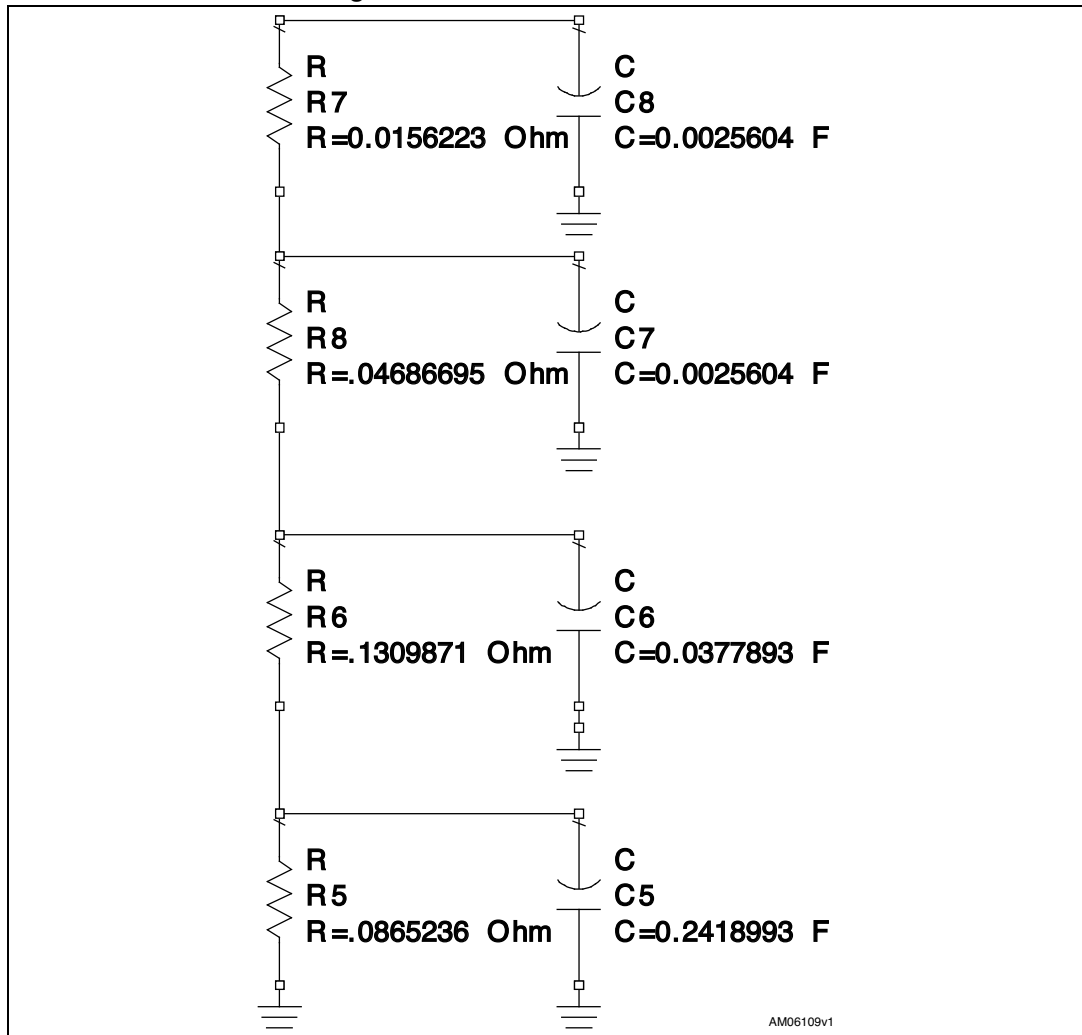 R
R7
R=0.0156223 Ohm
C
C8
C=0.0025604 F
R
R8
R=.04686695 Ohm
C
C7
C=0.0025604 F
R
R6
R=.1309871 Ohm
C
C6
C=0.0377893 F
R
R5
R=.0865236 Ohm
C
C5
C=0.2418993 F
AM06109v1